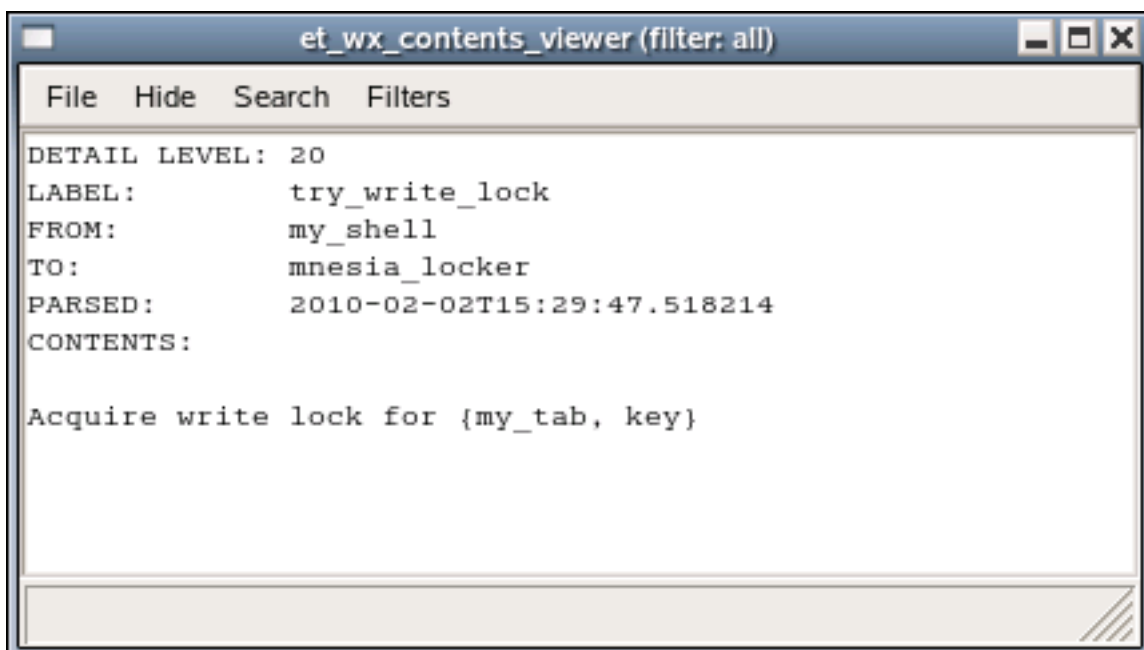 et_wx_contents_viewer (filter: all)
File Hide Search Filters
DETAIL LEVEL: 20
LABEL: try_write_lock
FROM: my_shell
TO: mnesia_locker
PARSED: 2010-02-02T15:29:47.518214
CONTENTS:
Acquire write lock for {my_tab, key}